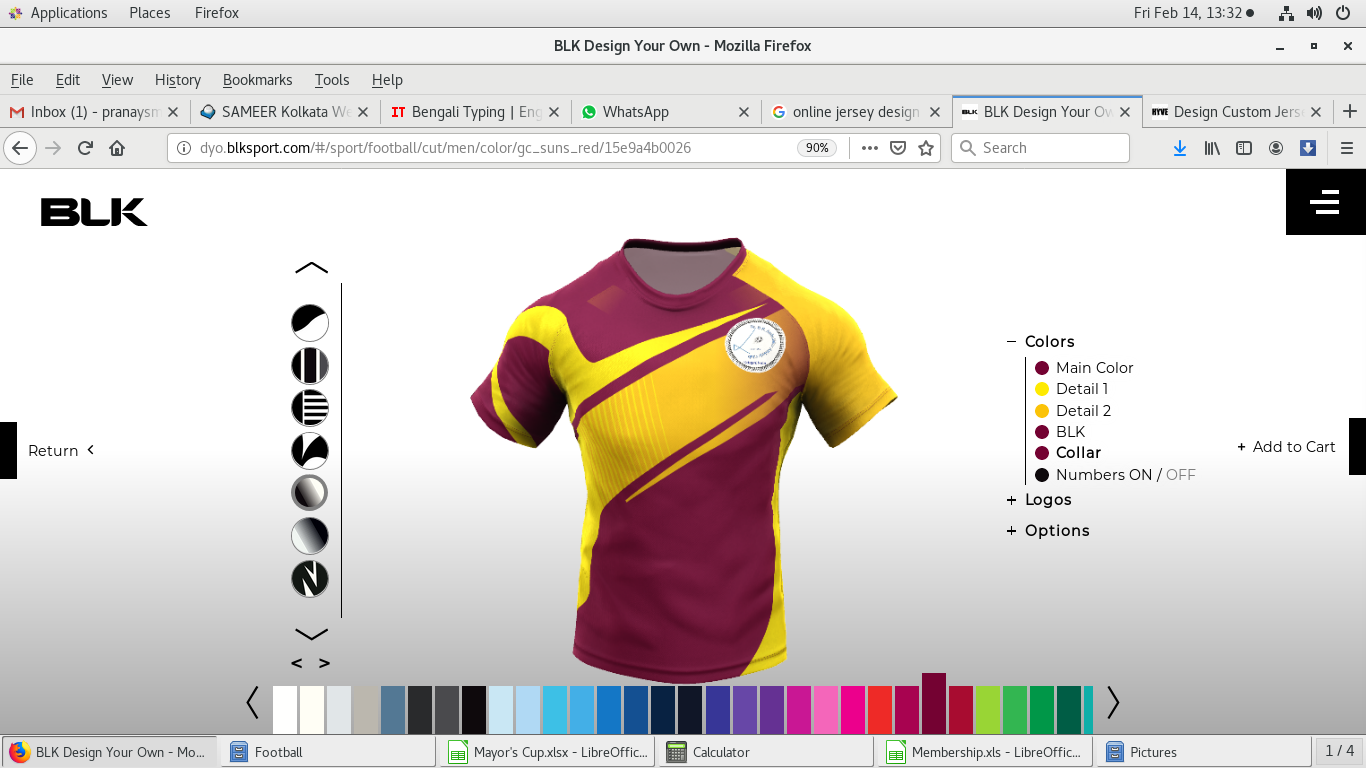 Applications Places Firefox Fri Feb 14, 13:32
BLK Design Your Own - Mozilla Firefox
File Edit View History Bookmarks Tools Help
Inbox (1) - pranaysm SAMEER Kolkata We IT Bengali Typing | Eng WhatsApp online jersey design BLK BLK Design Your Ow HYVE Design Custom Jerse
dyo.blksport.com/#/sport/football/cut/men/color/gc_suns_red/15e9a4b0026 90% Search
BLK
Colors
Main Color
Detail 1
Detail 2
BLK
Collar
Numbers ON / OFF
Return <
+ Add to Cart
+ Logos
+ Options
< >
BLK Design Your Own - Mo... Football Mayor's Cup.xlsx - LibreOffic... Calculator Membership.xls - LibreOffic... Pictures 1 / 4